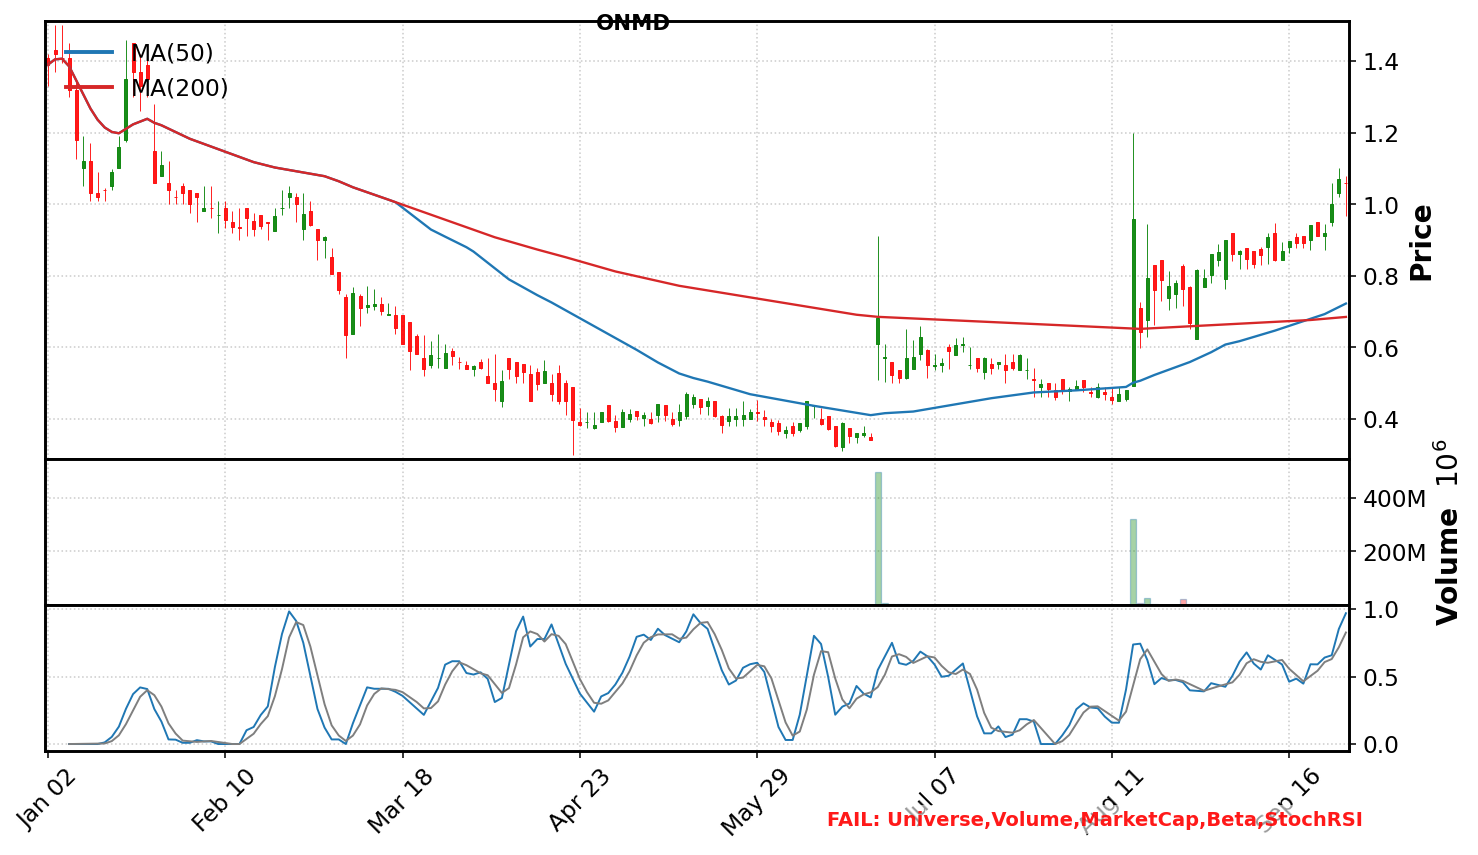 ONMD
MA(50)
MA(200)
1.4
1.2
1.0
0.8
0.6
0.4
Price
400M
200M
Volume 10^6
1.0
0.5
0.0
Jan 02
Feb 10
Mar 18
Apr 23
May 29
Jul 07
Aug 11
Sep 16
FAIL: Universe,Volume,MarketCap,Beta,StochRSI